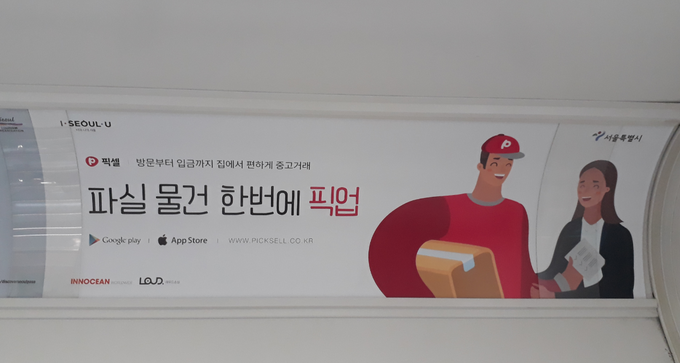 I·SEOUL·U
서울특별시
P 픽셀 | 방문부터 입금까지 집에서 편하게 중고거래
파실 물건 한번에 픽업
Google play | App Store | WWW.PICKSELL.CO.KR
INNOCEAN LOUD.
P